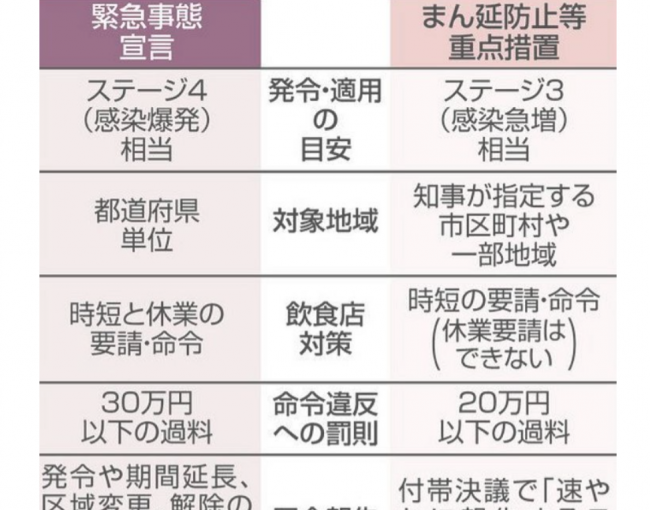 緊急事態
宣言
まん延防止等
重点措置
ステージ4
（感染爆発）
相当
発令・適用
の
目安
ステージ3
（感染急増）
相当
都道府県
単位
対象地域
知事が指定する
市区町村や
一部地域
時短と休業の
要請・命令
飲食店
対策
時短の要請・命令
（休業要請は
できない）
30万円
以下の過料
命令違反
への罰則
20万円
以下の過料
発令や期間延長、
区域変更、解除の
付帯決議で「速や